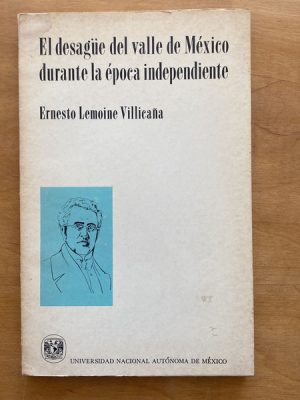 El desagüe del valle de México
durante la época independiente
Ernesto Lemoine Villicaña
UNIVERSIDAD NACIONAL AUTÓNOMA DE MÉXICO